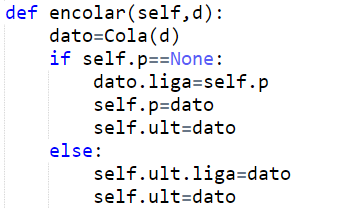 def encolar(self,d):
    dato=Cola(d)
    if self.p==None:
        dato.liga=self.p
        self.p=dato
        self.ult=dato
    else:
        self.ult.liga=dato
        self.ult=dato